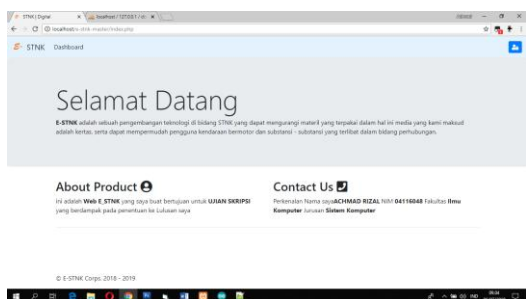 STNK | Digital
localhost / 127.0.0.1 / st
localhost/e-stnk-master/index.php
STNK Dashboard
Selamat Datang
E-STNK adalah sebuah pengembangan teknologi di bidang STNK yang dapat mengurangi materil yang terpakai dalam hal ini media yang kami maksud
adalah kertas, serta dapat mempermudah pengguna kendaraan bermotor dan substansi - substansi yang terlibat dalam bidang perhubungan.
About Product
ini adalah Web E_STNK yang saya buat bertujuan untuk UJIAN SKRIPSI
yang berdampak pada penentuan ke Lulusan saya
Contact Us
Perkenalan Nama sayaACHMAD RIZAL NIM 04116048 Fakultas Ilmu
Komputer Jurusan Sistem Komputer
© E-STNK Corps. 2018 - 2019
IND